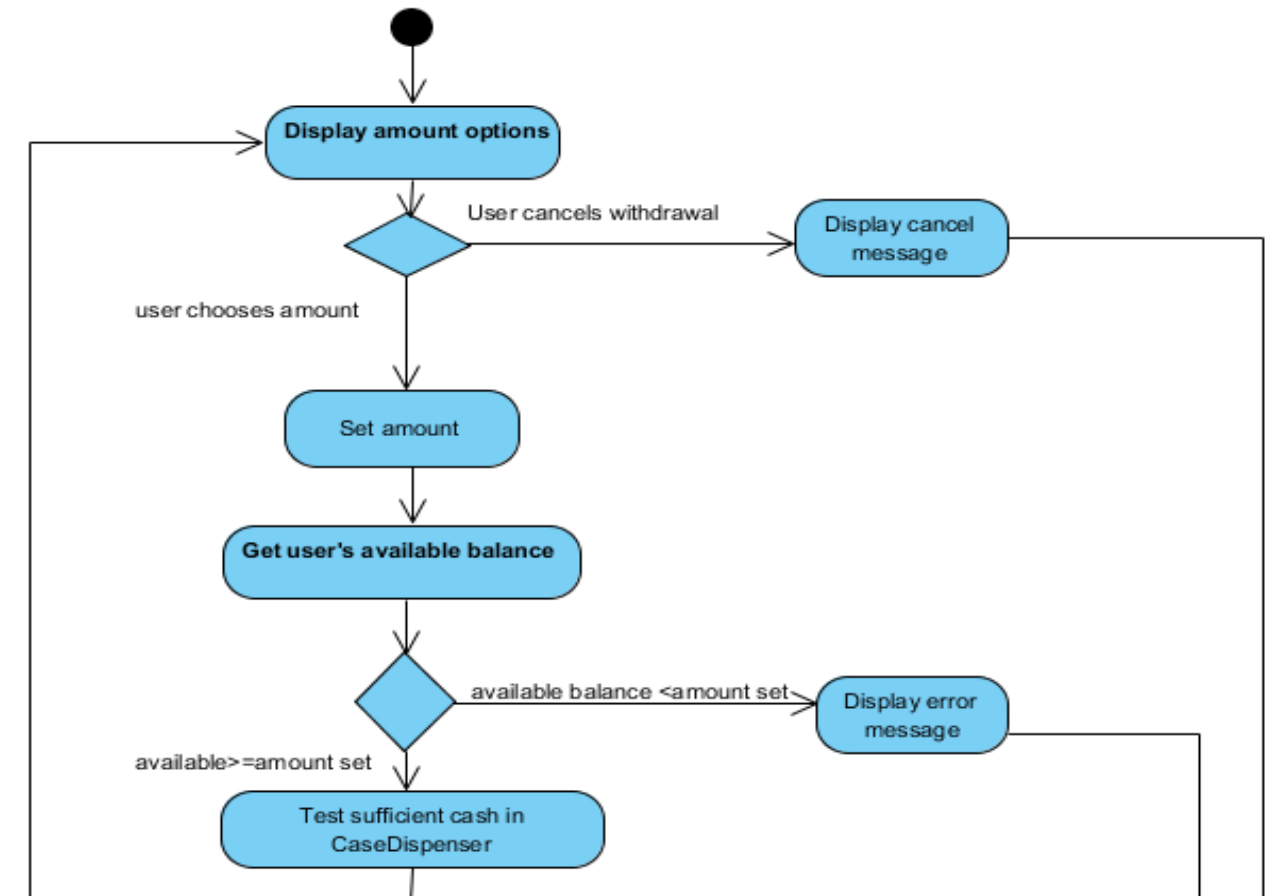 Display amount options
User cancels withdrawal
Display cancel
message
user chooses amount
Set amount
Get user's available balance
available balance <amount set
Display error
message
available>=amount set
Test sufficient cash in
CaseDispenser